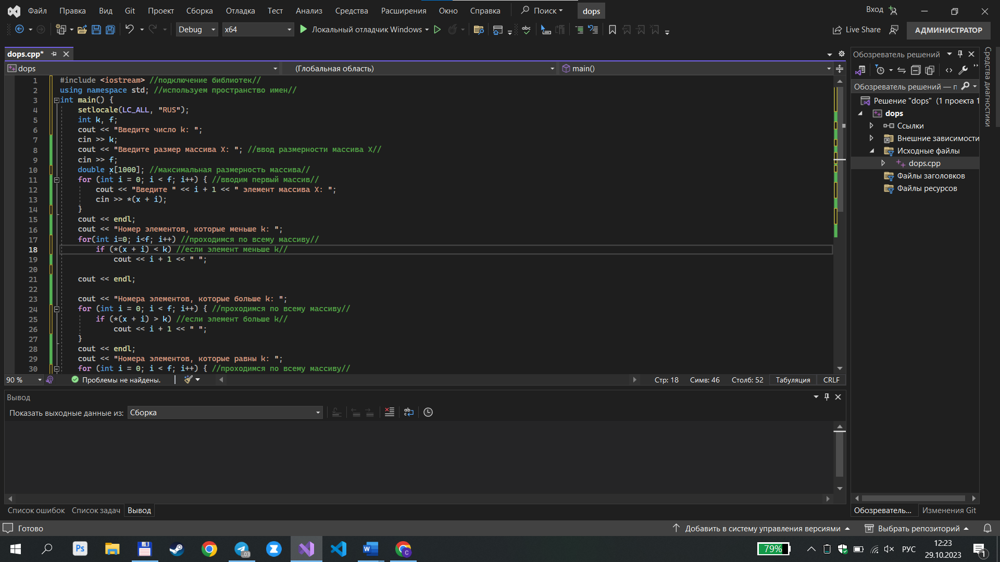 Файл Правка Вид Git Проект Сборка Отладка Тест Анализ Средства Расширения Окно Справка Поиск dops Вход
Debug x64 Локальный отладчик Windows Live Share АДМИНИСТРАТОР
dops.cpp*
dops (Глобальная область) main()
1 #include <iostream> //подключение библиотек//
2 using namespace std; //используем пространство имен//
3 int main() {
4 setlocale(LC_ALL, "RUS");
5 int k, f;
6 cout << "Введите число k: ";
7 cin >> k;
8 cout << "Введите размер массива X: "; //ввод размерности массива X//
9 cin >> f;
10 double x[1000]; //максимальная размерность массива//
11 for (int i = 0; i < f; i++) { //вводим первый массив//
12 cout << "Введите " << i + 1 << " элемент массива X: ";
13 cin >> *(x + i);
14 }
15 cout << endl;
16 cout << "Номер элементов, которые меньше k: ";
17 for(int i=0; i<f; i++) //проходимся по всему массиву//
18 if (*(x + i) < k) //если элемент меньше k//
19 cout << i + 1 << " ";
20
21 cout << endl;
22
23 cout << "Номера элементов, которые больше k: ";
24 for (int i = 0; i < f; i++) { //проходимся по всему массиву//
25 if (*(x + i) > k) //если элемент больше k//
26 cout << i + 1 << " ";
27 }
28 cout << endl;
29 cout << "Номера элементов, которые равны k: ";
30 for (int i = 0; i < f; i++) { //проходимся по всему массиву//
90 % Проблемы не найдены. Стр: 18 Симв: 46 Столб: 52 Табуляция CRLF
Вывод
Показать выходные данные из: Сборка
Список ошибок Список задач Вывод
Обозреватель решений
Обозреватель решений — п
Решение "dops" (1 проекта 1
dops
Ссылки
Внешние зависимости
Исходные файлы
dops.cpp
Файлы заголовков
Файлы ресурсов
Обозреватель... Изменения Git
Средства диагностики
Готово Добавить в систему управления версиями Выбрать репозиторий
Ps ..03 W C 79% РУС 12:23
29.10.2023 1